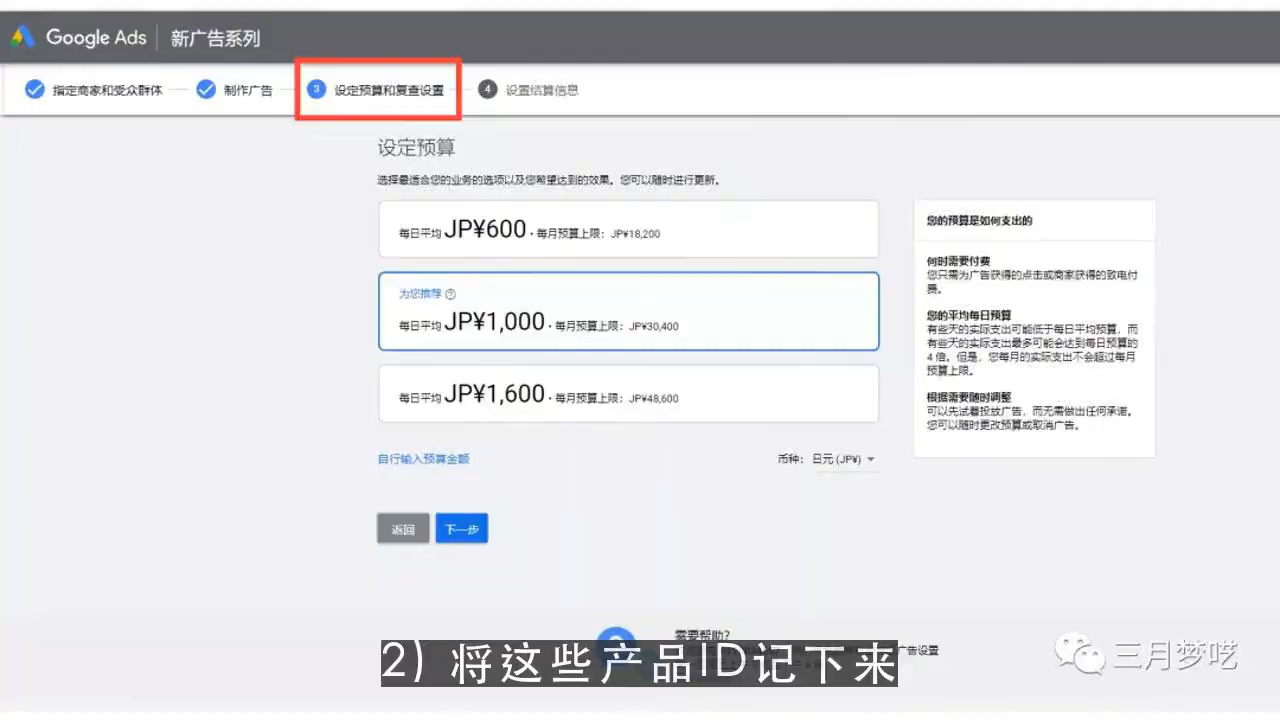 Google Ads 新广告系列
指定商家和受众群体 制作广告 3 设定预算和复查设置 4 设置结算信息
设定预算
选择最适合您的业务的选项以及您希望达到的效果。您可以随时进行更新。
每日平均 JP¥600 · 每月预算上限：JP¥18,200
为您推荐
每日平均 JP¥1,000 · 每月预算上限：JP¥30,400
每日平均 JP¥1,600 · 每月预算上限：JP¥48,600
自行输入预算金额
币种： 日元 (JP¥)
返回 下一步
您的预算是如何支出的
何时需要付费
您只需为广告获得的点击或商家获得的致电付
费。
您的平均每日预算
有些天的实际支出可能低于每日平均预算，而
有些天的实际支出最多可能会达到每日预算的
4 倍。但是，您每月的实际支出不会超过每月
预算上限。
根据需要随时调整
可以先试着投放广告，而无需做出任何承诺。
您可以随时更改预算或取消广告。
需要帮助?
广告设置
2）将这些产品ID记下来
三月梦呓